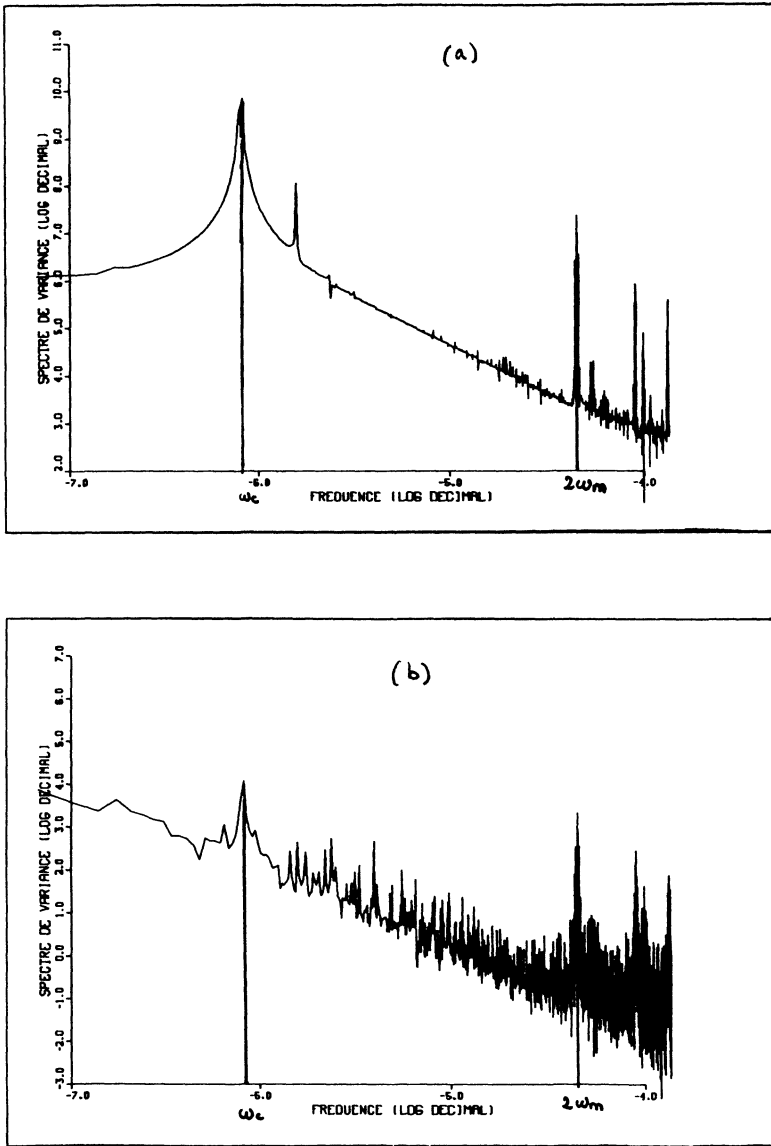 (a)
SPECTRE DE VARIANCE (LOG DECIMAL)
11.0
10.0
9.0
8.0
7.0
6.0
5.0
4.0
3.0
2.0
-7.0
-6.0
-5.0
-4.0
ωc
FREQUENCE (LOG DECIMAL)
2ωm
(b)
SPECTRE DE VARIANCE (LOG DECIMAL)
7.0
6.0
5.0
4.0
3.0
2.0
1.0
0.0
-1.0
-2.0
-3.0
-7.0
-6.0
-5.0
-4.0
ωc
FREQUENCE (LOG DECIMAL)
2ωm